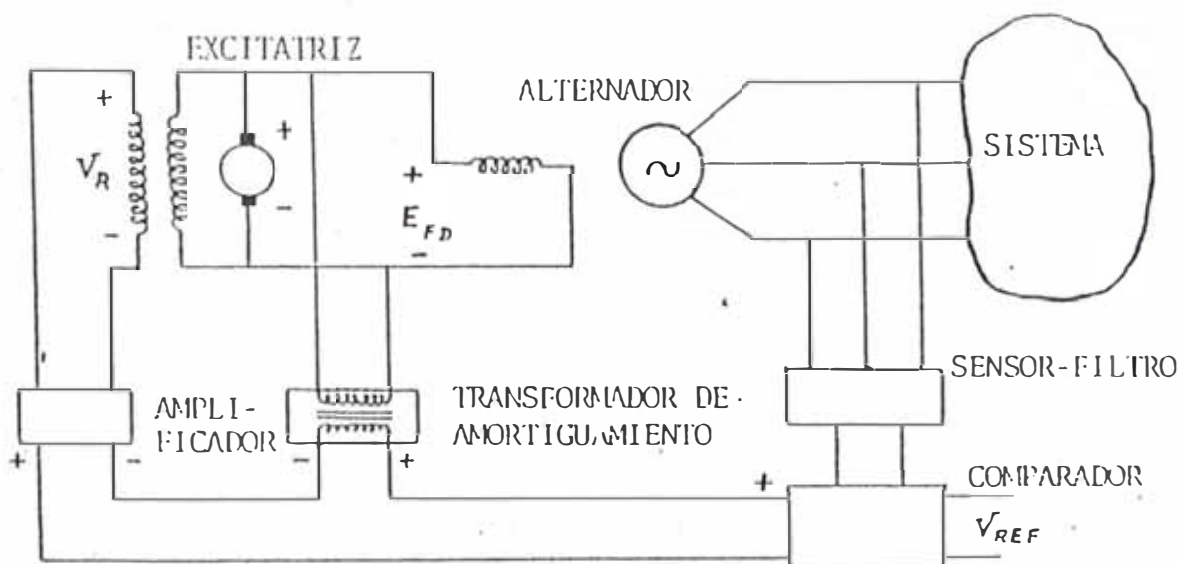 EXCITATRIZ
ALTERNADOR
SISTEMA
+
V_R
-
+
-
+
E_FD
-
~
SENSOR-FILTRO
AMPLI-
FICADOR
TRANSFORMADOR DE
AMORTIGUAMIENTO
+
-
-
+
+
COMPARADOR
V_REF